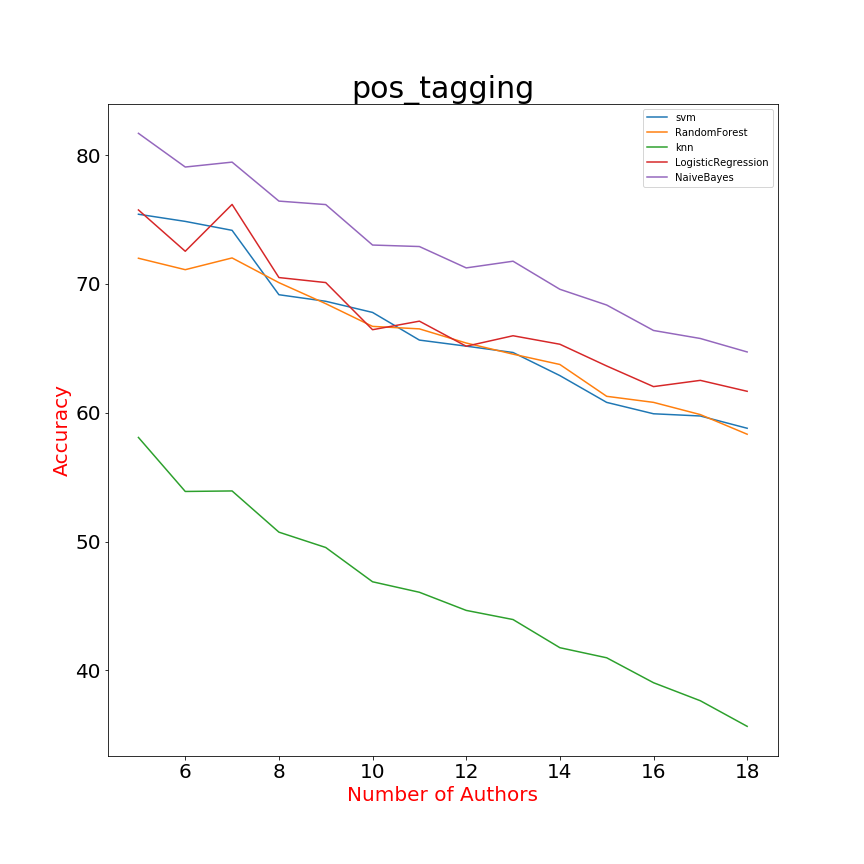 pos_tagging
svm
RandomForest
knn
LogisticRegression
NaiveBayes
80
70
60
50
40
Accuracy
6 8 10 12 14 16 18
Number of Authors